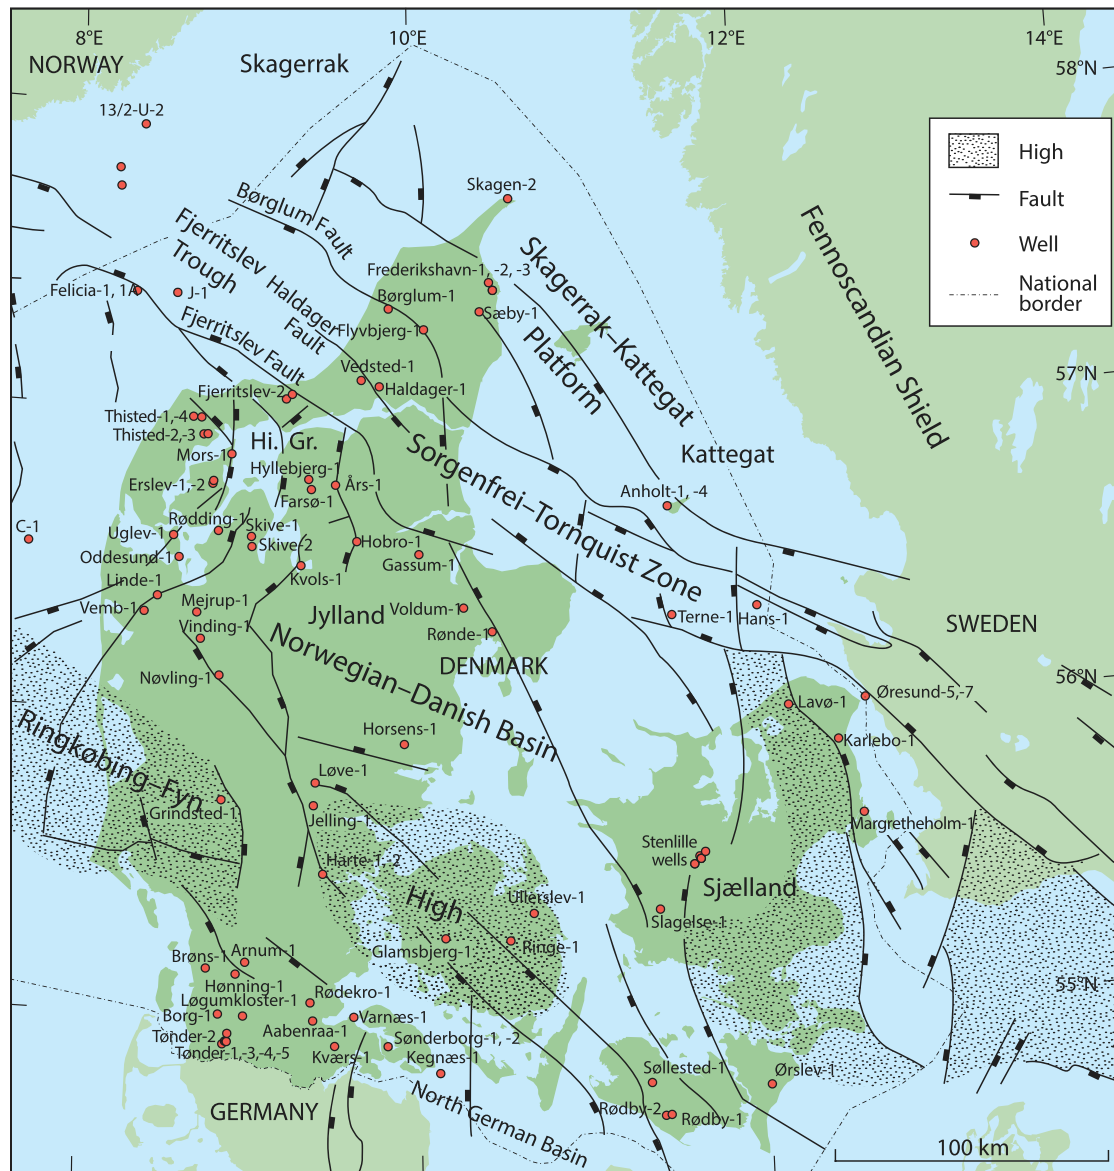 8°E
10°E
12°E
14°E
58°N
57°N
56°N
55°N
NORWAY
Skagerrak
13/2-U-2
High
Fault
Well
National
border
Skagen-2
Børglum Fault
Fjerritslev
Trough
Haldager
Fault
Fjerritslev Fault
Skagerrak–Kattegat
Platform
Fennoscandian Shield
Felicia-1, 1A
J-1
Frederikshavn-1, -2, -3
Børglum-1
Sæby-1
Flyvbjerg-1
Vedsted-1
Haldager-1
Fjerritslev-2
Thisted-1,-4
Thisted-2,-3
Hi. Gr.
Mors-1
Hyllebjerg-1
Års-1
Erslev-1,-2
Farsø-1
Sorgenfrei–Tornquist Zone
Kattegat
Anholt-1, -4
C-1
Rødding-1
Skive-1
Uglev-1
Skive-2
Hobro-1
Oddesund-1
Gassum-1
Linde-1
Kvols-1
Vemb-1
Mejrup-1
Jylland
Voldum-1
Terne-1
Hans-1
Vinding-1
Rønde-1
SWEDEN
DENMARK
Norwegian–Danish Basin
Nøvling-1
Øresund-5,-7
Lavø-1
Ringkøbing–Fyn
High
Horsens-1
Karlebo-1
Løve-1
Grindsted-1
Jelling-1
Margretheholm-1
Harte-1,-2
Stenlille
wells
Sjælland
Ullerslev-1
Slagelse-1
Glamsbjerg-1
Ringe-1
Brøns-1
Arnum-1
Hønning-1
Løgumkloster-1
Rødekro-1
Borg-1
Varnæs-1
Aabenraa-1
Tønder-2
Sønderborg-1, -2
Tønder-1,-3,-4,-5
Kværs-1
Kegnæs-1
Søllested-1
Ørslev-1
GERMANY
North German Basin
Rødby-2
Rødby-1
100 km